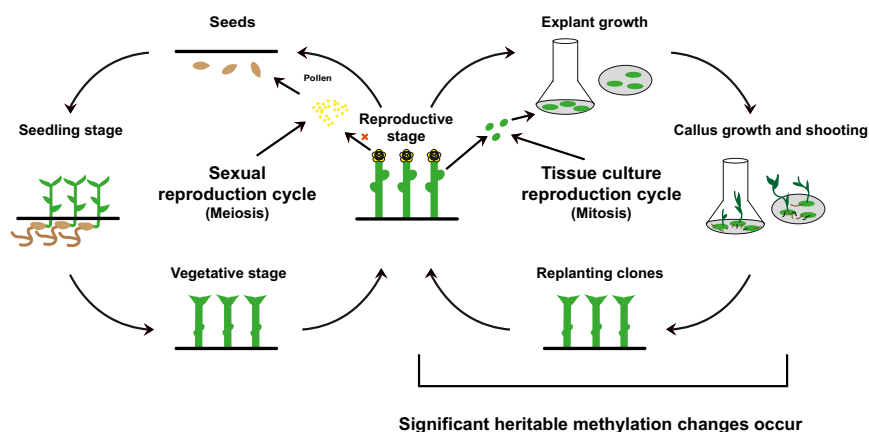 Seeds
Explant growth
Pollen
Reproductive
stage
Seedling stage
Callus growth and shooting
Sexual
reproduction cycle
(Meiosis)
Tissue culture
reproduction cycle
(Mitosis)
Vegetative stage
Replanting clones
Significant heritable methylation changes occur